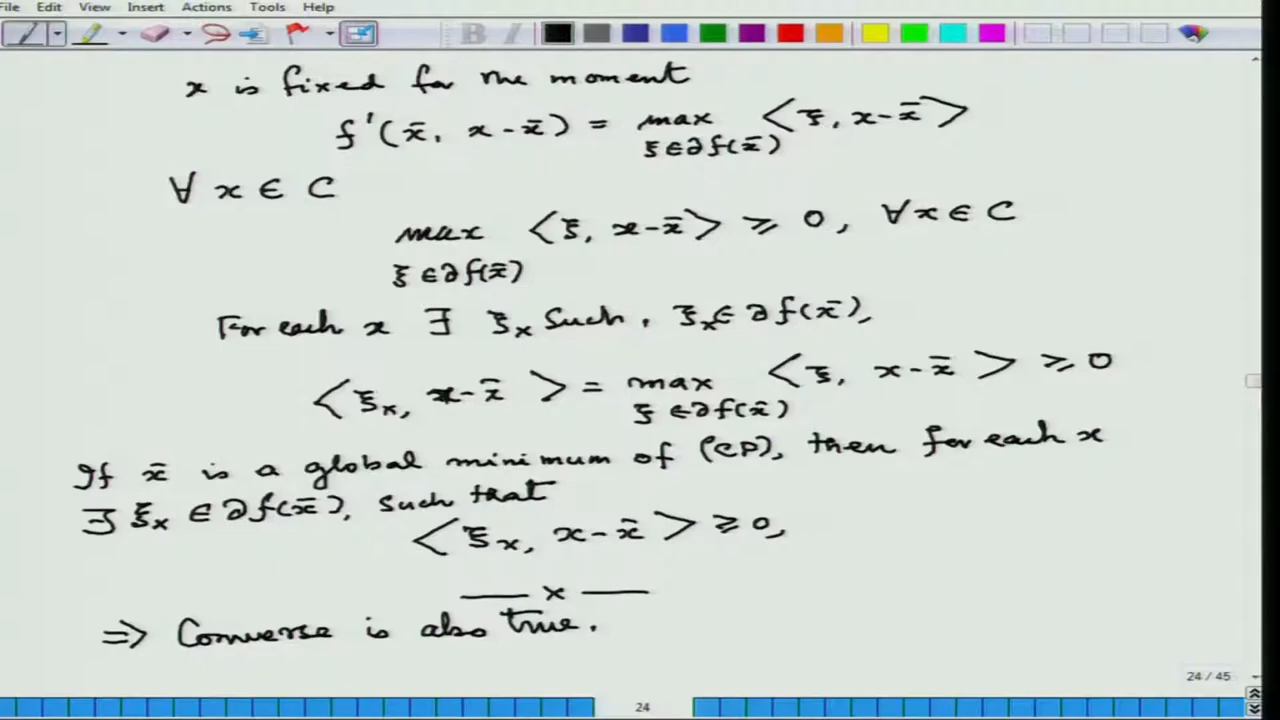 File Edit View Insert Actions Tools Help
x is fixed for the moment
f'(x̄, x-x̄) = max <ξ, x-x̄>
ξ∈∂f(x̄)
∀ x ∈ C
max <ξ, x-x̄> ≥ 0, ∀x∈C
ξ∈∂f(x̄)
For each x ∃ ξₓ Such, ξₓ∈ ∂f(x̄),
<ξₓ, x-x̄> = max <ξ, x-x̄> ≥ 0
ξ∈∂f(x̄)
If x̄ is a global minimum of (CP), then for each x
∃ ξₓ ∈ ∂f(x̄), such that
<ξₓ, x-x̄> ≥ 0,
— x —
⇒ Converse is also true.
24 / 45
24